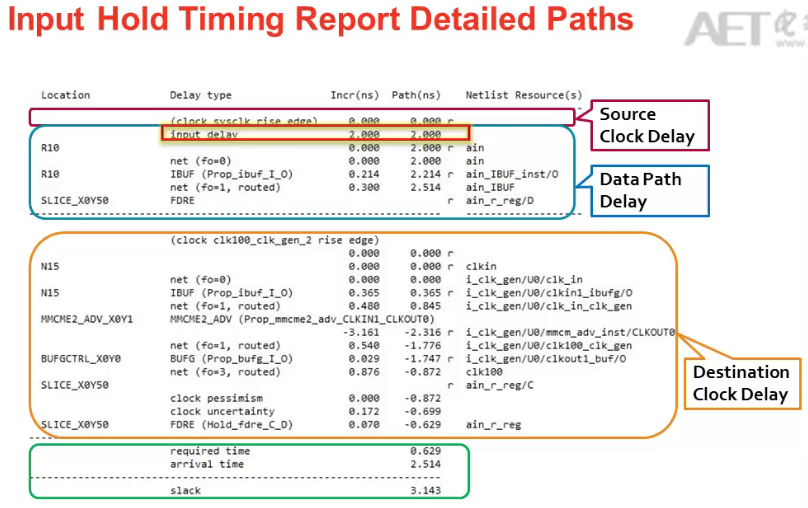 Input Hold Timing Report Detailed Paths
AET
www.
Location Delay type Incr(ns) Path(ns) Netlist Resource(s)
(clock sysclk rise edge) 0.000 0.000 r
input delay 2.000 2.000
R10 0.000 2.000 r ain
net (fo=0) 0.000 2.000 ain
R10 IBUF (Prop_ibuf_I_O) 0.214 2.214 r ain_IBUF_inst/O
net (fo=1, routed) 0.300 2.514 ain_IBUF
SLICE_X0Y50 FDRE r ain_r_reg/D
Source
Clock Delay
Data Path
Delay
(clock clk100_clk_gen_2 rise edge)
0.000 0.000 r
N15 0.000 0.000 r clkin
net (fo=0) 0.000 0.000 i_clk_gen/U0/clk_in
N15 IBUF (Prop_ibuf_I_O) 0.365 0.365 r i_clk_gen/U0/clkin1_ibufg/O
net (fo=1, routed) 0.480 0.845 i_clk_gen/U0/clk_in_clk_gen
MMCME2_ADV_X0Y1 MMCME2_ADV (Prop_mmcme2_adv_CLKIN1_CLKOUT0)
-3.161 -2.316 r i_clk_gen/U0/mmcm_adv_inst/CLKOUT0
net (fo=1, routed) 0.540 -1.776 i_clk_gen/U0/clk100_clk_gen
BUFGCTRL_X0Y0 BUFG (Prop_bufg_I_O) 0.029 -1.747 r i_clk_gen/U0/clkout1_buf/O
net (fo=3, routed) 0.876 -0.872 clk100
SLICE_X0Y50 r ain_r_reg/C
clock pessimism 0.000 -0.872
clock uncertainty 0.172 -0.699
SLICE_X0Y50 FDRE (Hold_fdre_C_D) 0.070 -0.629 ain_r_reg
Destination
Clock Delay
required time 0.629
arrival time 2.514
slack 3.143